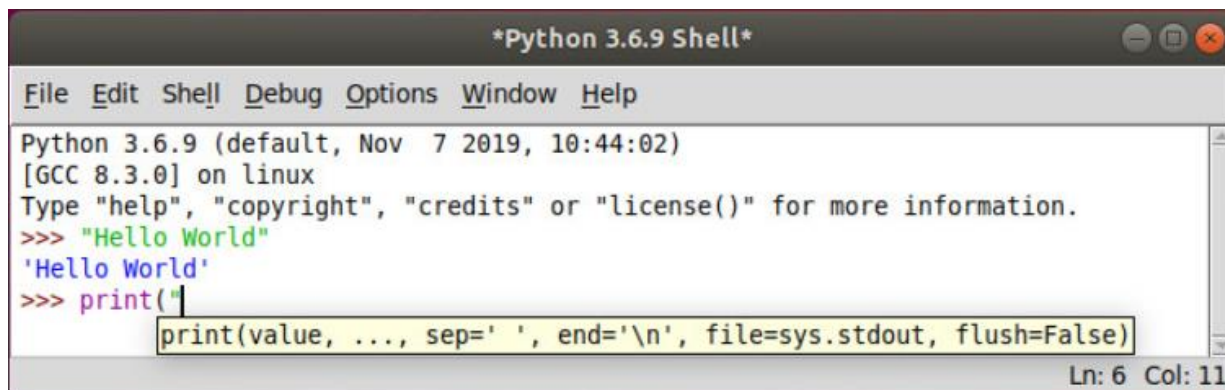 *Python 3.6.9 Shell*
File Edit Shell Debug Options Window Help
Python 3.6.9 (default, Nov  7 2019, 10:44:02)
[GCC 8.3.0] on linux
Type "help", "copyright", "credits" or "license()" for more information.
>>> "Hello World"
'Hello World'
>>> print("
print(value, ..., sep=' ', end='\n', file=sys.stdout, flush=False)
Ln: 6 Col: 11